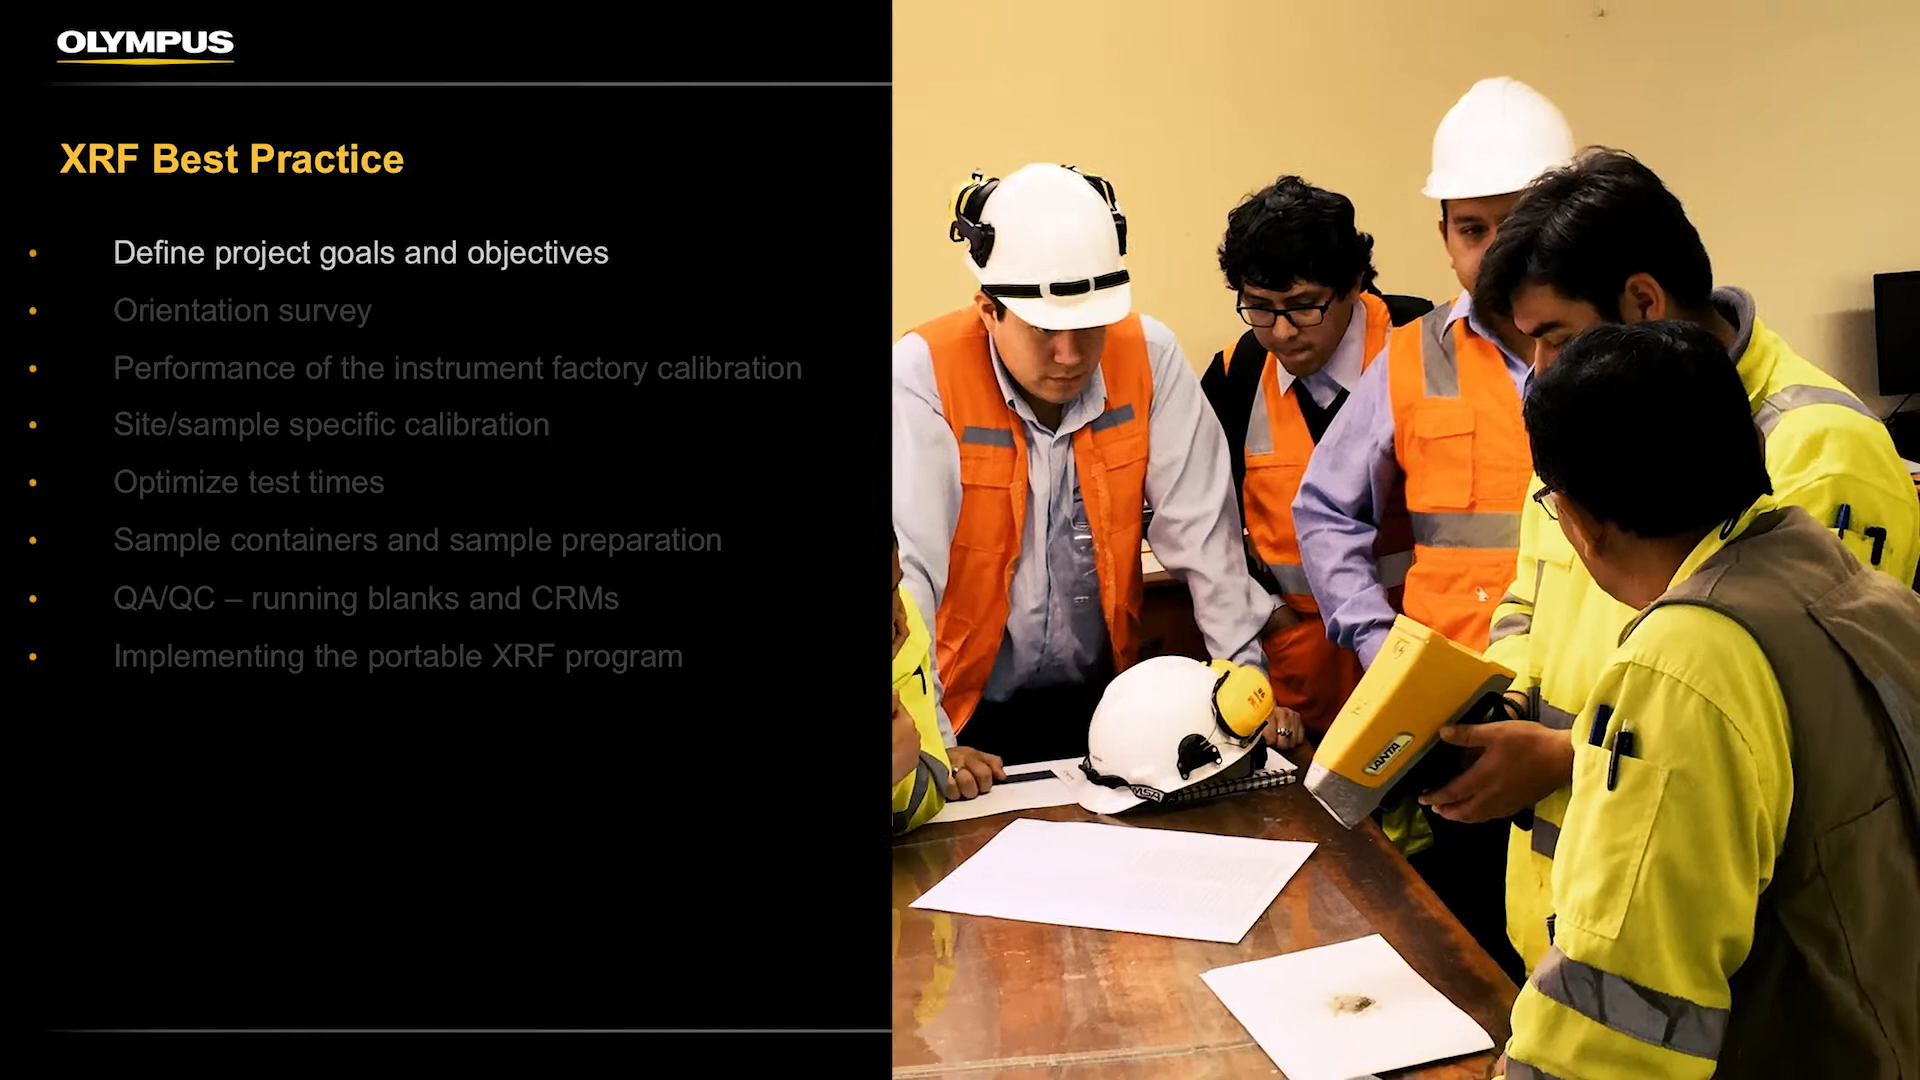 OLYMPUS
XRF Best Practice
• Define project goals and objectives
• Orientation survey
• Performance of the instrument factory calibration
• Site/sample specific calibration
• Optimize test times
• Sample containers and sample preparation
• QA/QC – running blanks and CRMs
• Implementing the portable XRF program
MSA